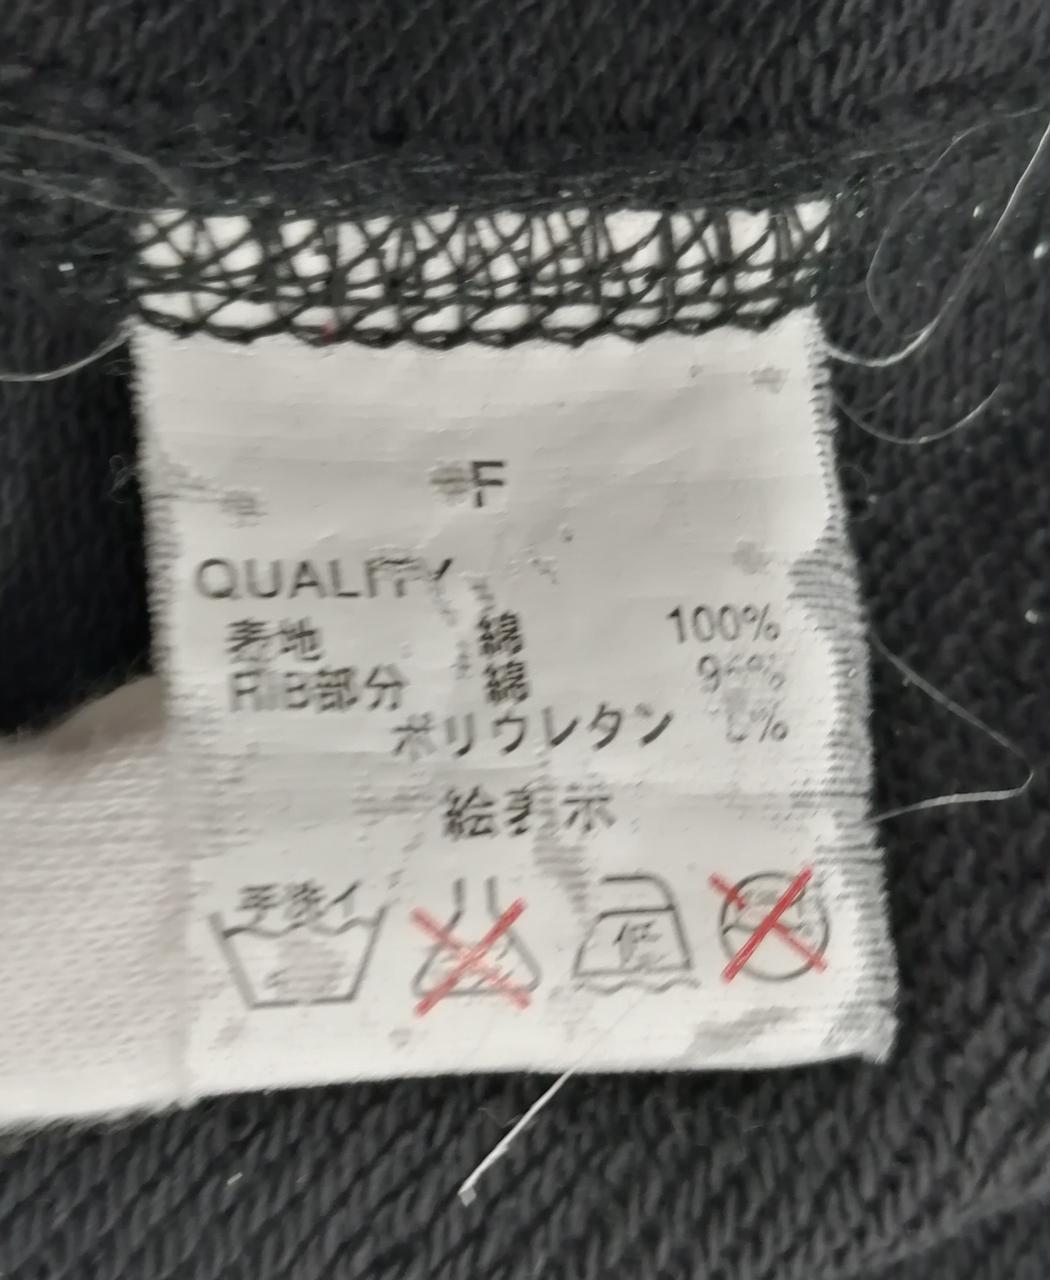 F
QUALITY
表地 綿 100%
RIB部分 綿
ポリウレタン
絵表示
手洗イ
低